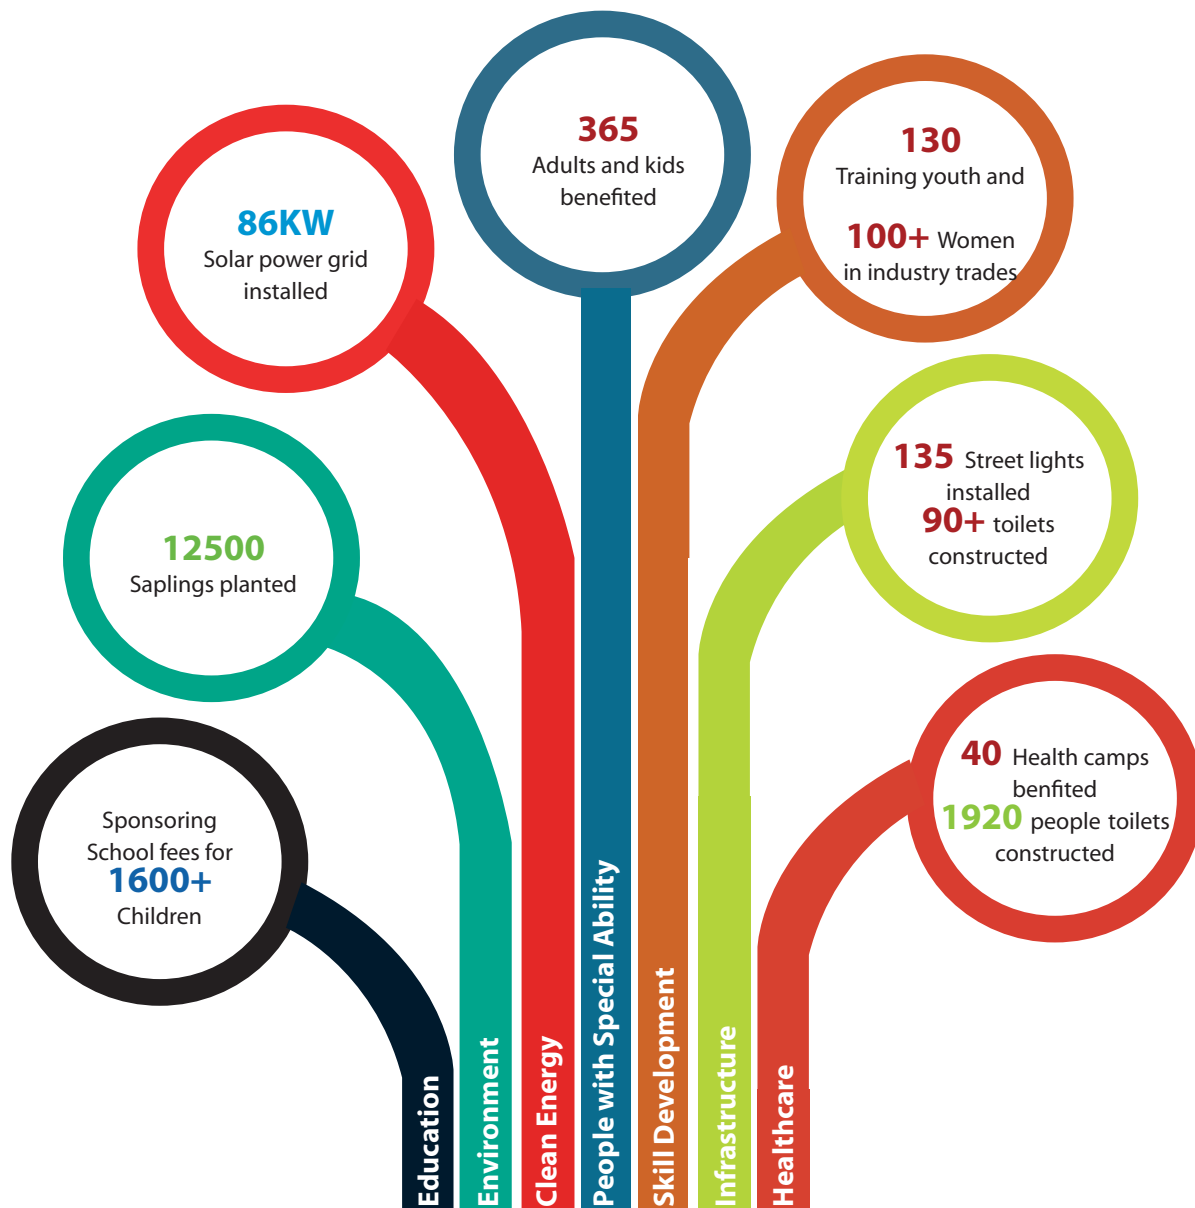 365
Adults and kids
benefited
130
Training youth and
100+ Women
in industry trades
86KW
Solar power grid
installed
135 Street lights
installed
90+ toilets
constructed
12500
Saplings planted
40 Health camps
benfited
1920 people toilets
constructed
Sponsoring
School fees for
1600+
Children
Education
Environment
Clean Energy
People with Special Ability
Skill Development
Infrastructure
Healthcare